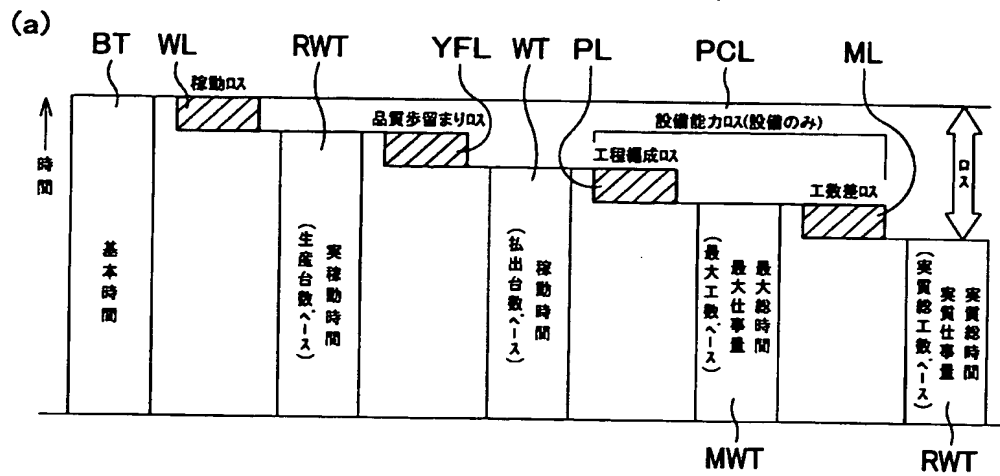 (a)
BT
WL
RWT
YFL
WT
PL
PCL
ML
稼動ロス
品質歩留まりロス
設備能力ロス(設備のみ)
工程編成ロス
工数差ロス
時間
ロス
基本時間
実稼動時間
(生産台数ベース)
稼動時間
(払出台数ベース)
最大総時間
最大仕事量
(最大工数ベース)
実質総時間
実質仕事量
(実質総工数ベース)
MWT
RWT